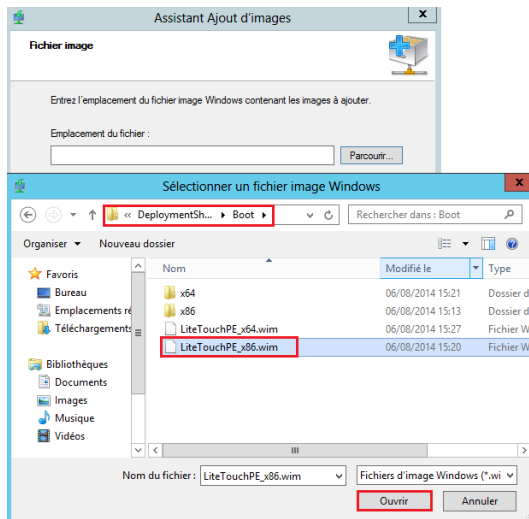 Assistant Ajout d'images
x
Fichier image
Entrez l'emplacement du fichier image Windows contenant les images à ajouter.
Emplacement du fichier :
Parcourir...
Sélectionner un fichier image Windows
x
« DeploymentSh... Boot
Rechercher dans : Boot
Organiser Nouveau dossier
Favoris
Bureau
Emplacements ré
Téléchargements
Bibliothèques
Documents
Images
Musique
Vidéos
Nom Modifié le Type
x64 06/08/2014 15:21 Dossier d
x86 06/08/2014 15:13 Dossier d
LiteTouchPE_x64.wim 06/08/2014 15:27 Fichier W
LiteTouchPE_x86.wim 06/08/2014 15:20 Fichier W
Nom du fichier : LiteTouchPE_x86.wim Fichiers d'image Windows (*.wi
Ouvrir Annuler